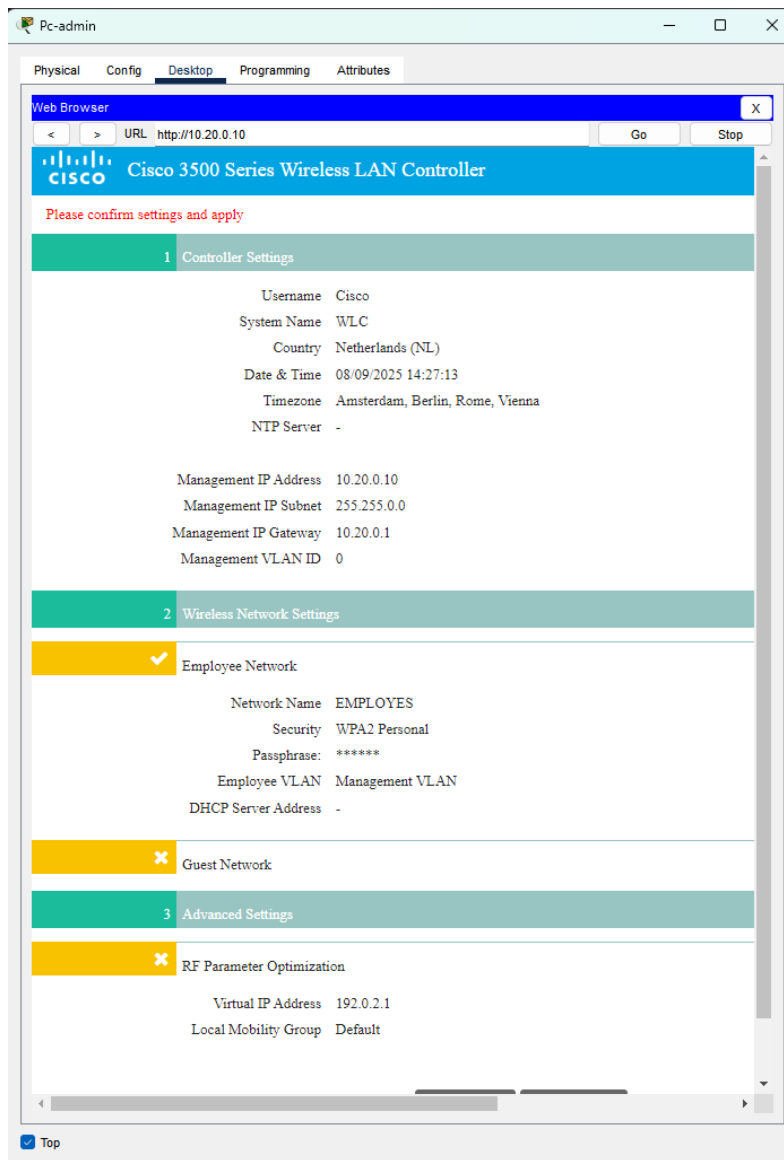 Pc-admin
Physical Config Desktop Programming Attributes
Web Browser X
< > URL http://10.20.0.10 Go Stop
CISCO Cisco 3500 Series Wireless LAN Controller
Please confirm settings and apply
1 Controller Settings
Username Cisco
System Name WLC
Country Netherlands (NL)
Date & Time 08/09/2025 14:27:13
Timezone Amsterdam, Berlin, Rome, Vienna
NTP Server -
Management IP Address 10.20.0.10
Management IP Subnet 255.255.0.0
Management IP Gateway 10.20.0.1
Management VLAN ID 0
2 Wireless Network Settings
Employee Network
Network Name EMPLOYES
Security WPA2 Personal
Passphrase: ******
Employee VLAN Management VLAN
DHCP Server Address -
Guest Network
3 Advanced Settings
RF Parameter Optimization
Virtual IP Address 192.0.2.1
Local Mobility Group Default
Top